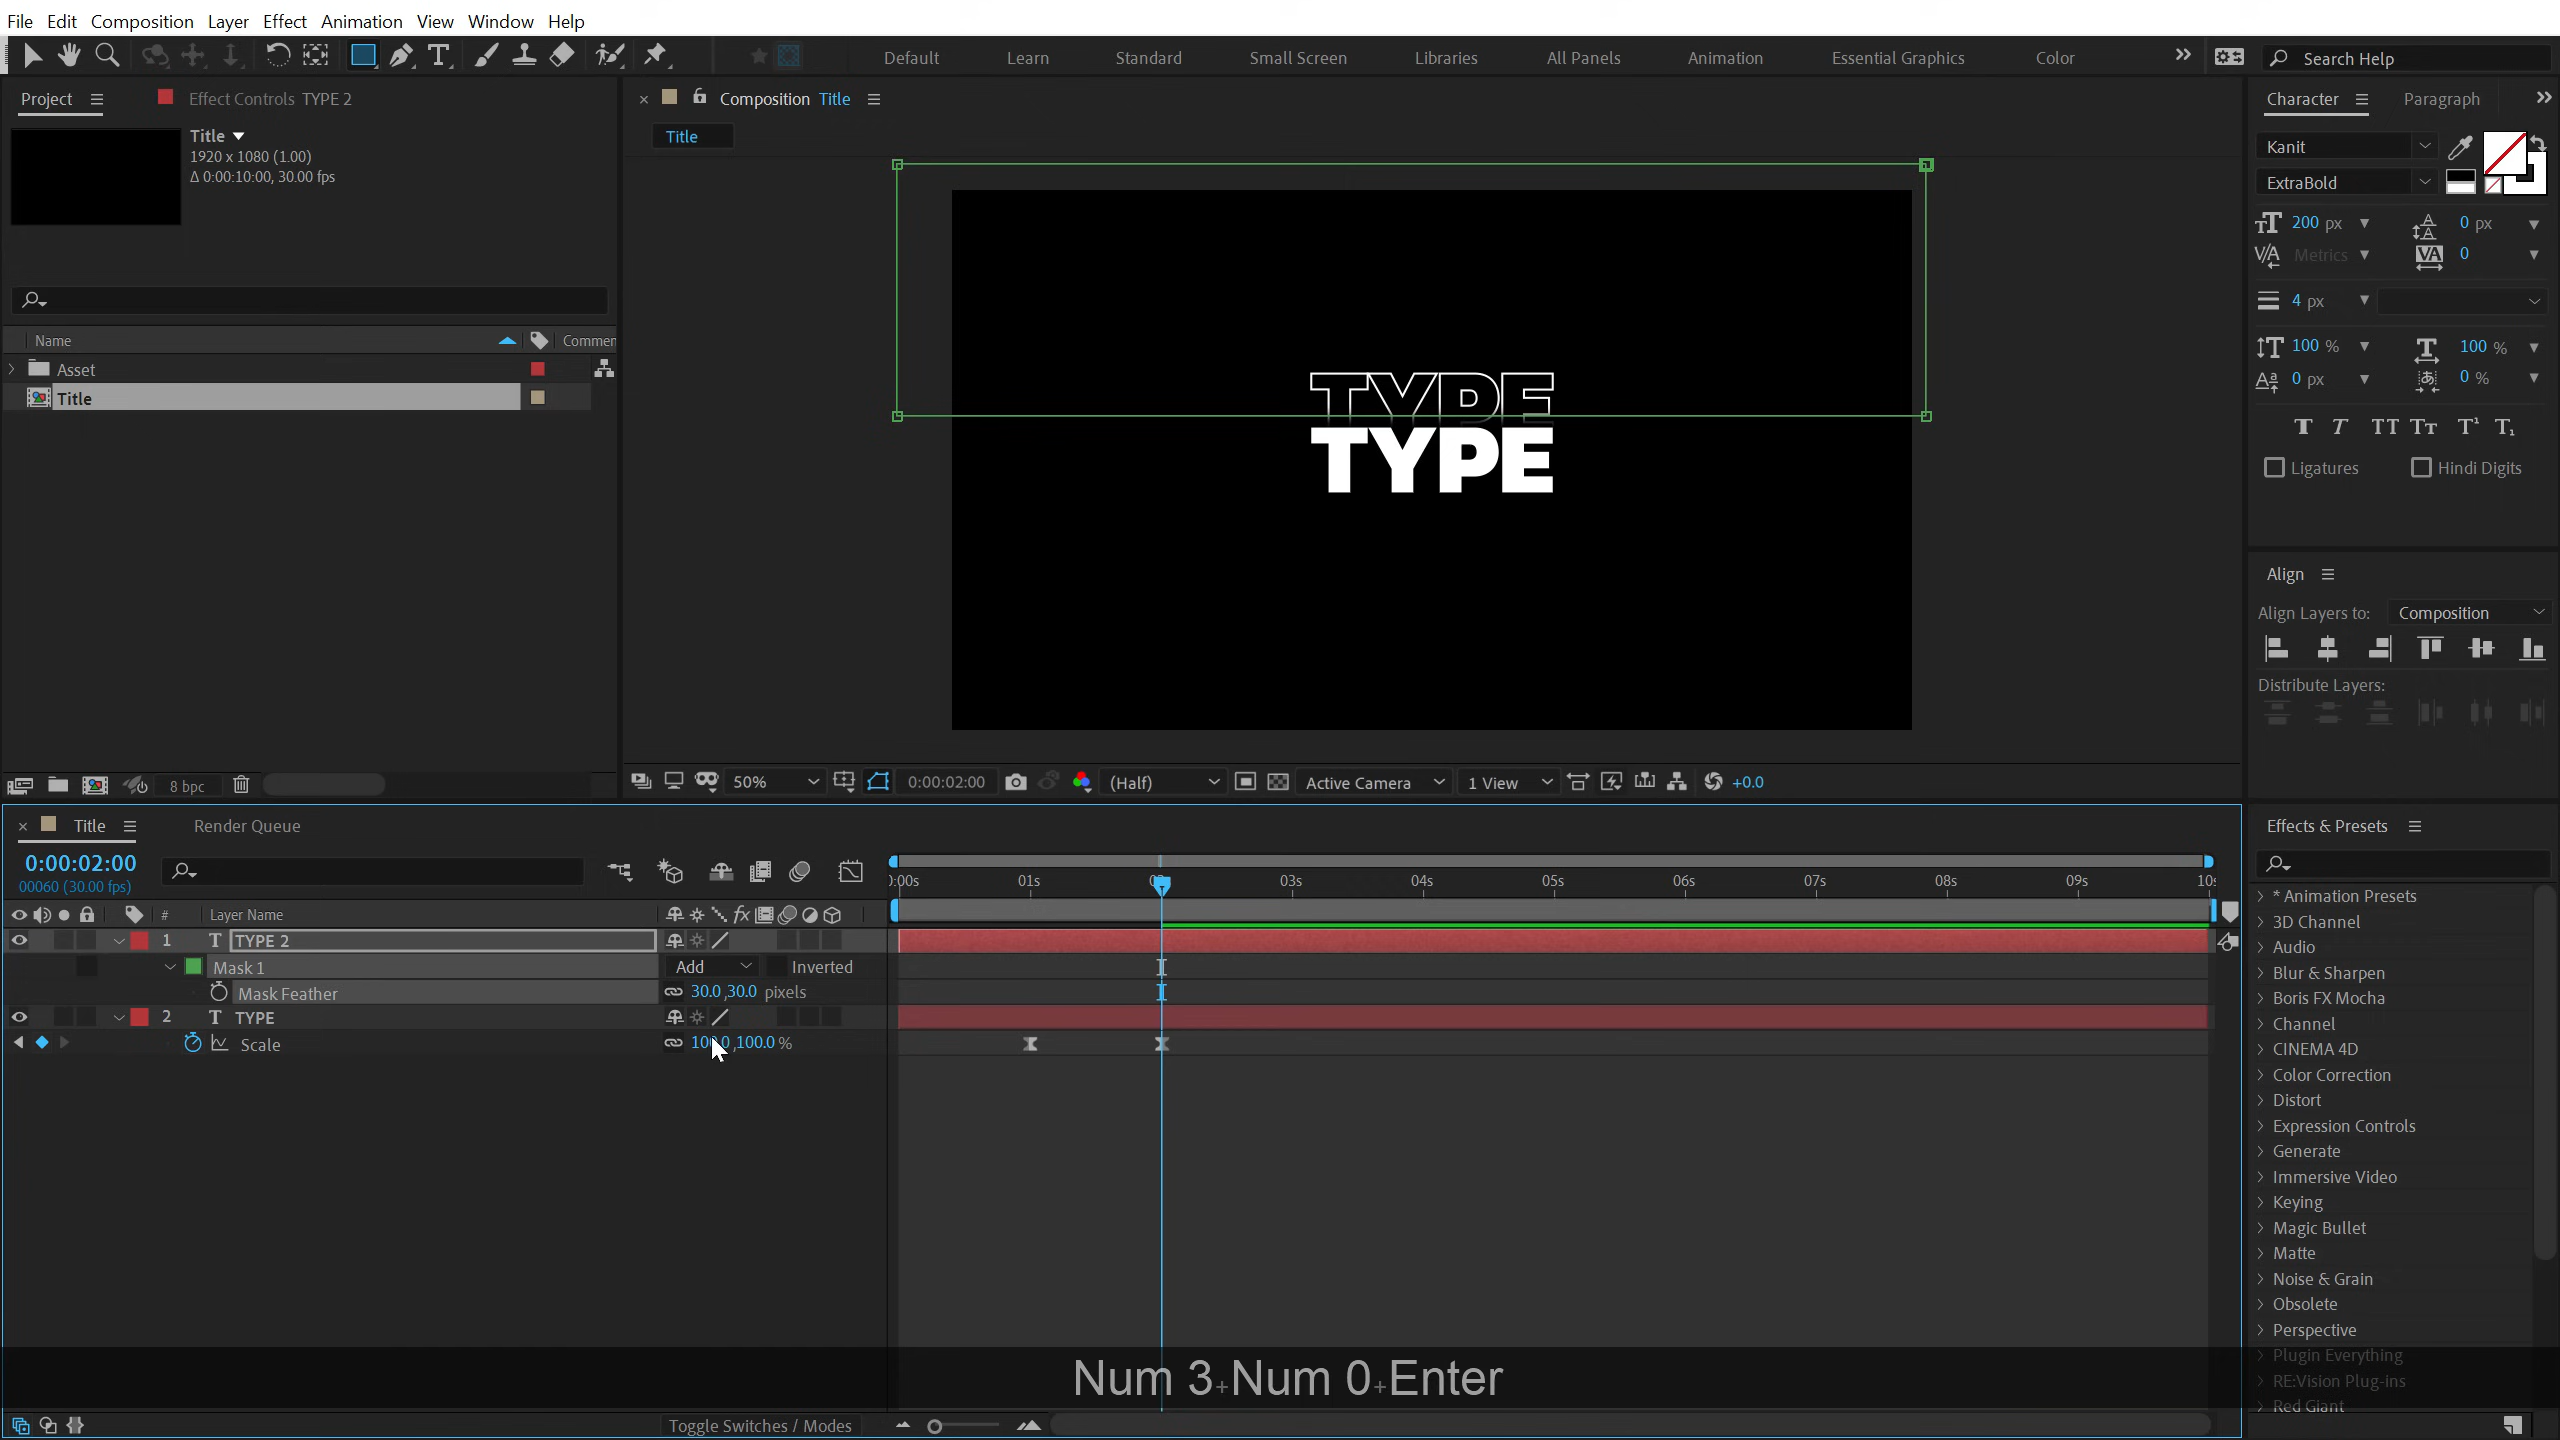 File Edit Composition Layer Effect Animation View Window Help
Default Learn Standard Small Screen Libraries All Panels Animation Essential Graphics Color Search Help
Project Effect Controls TYPE 2
Composition Title
Character Paragraph
Title
1920 x 1080 (1.00)
Δ 0:00:10:00, 30.00 fps
Title
Kanit
ExtraBold
200 px 0 px
Metrics 0
4 px
100 % 100 %
0 px 0 %
Ligatures Hindi Digits
Name Commen
Asset
Title
TYPE
TYPE
Align
Align Layers to: Composition
Distribute Layers:
8 bpc
50% 0:00:02:00 (Half) Active Camera 1 View +0.0
Title Render Queue
Effects & Presets
0:00:02:00
00060 (30.00 fps)
01s 03s 04s 05s 06s 07s 08s 09s
# Layer Name
1 TYPE 2
Mask 1 Add Inverted
Mask Feather 30.0,30.0 pixels
2 TYPE
Scale 100.0,100.0 %
* Animation Presets
3D Channel
Audio
Blur & Sharpen
Boris FX Mocha
Channel
CINEMA 4D
Color Correction
Distort
Expression Controls
Generate
Immersive Video
Keying
Magic Bullet
Matte
Noise & Grain
Obsolete
Perspective
Plugin Everything
RE:Vision Plug-ins
Red Giant
Num 3+Num 0+Enter
Toggle Switches / Modes